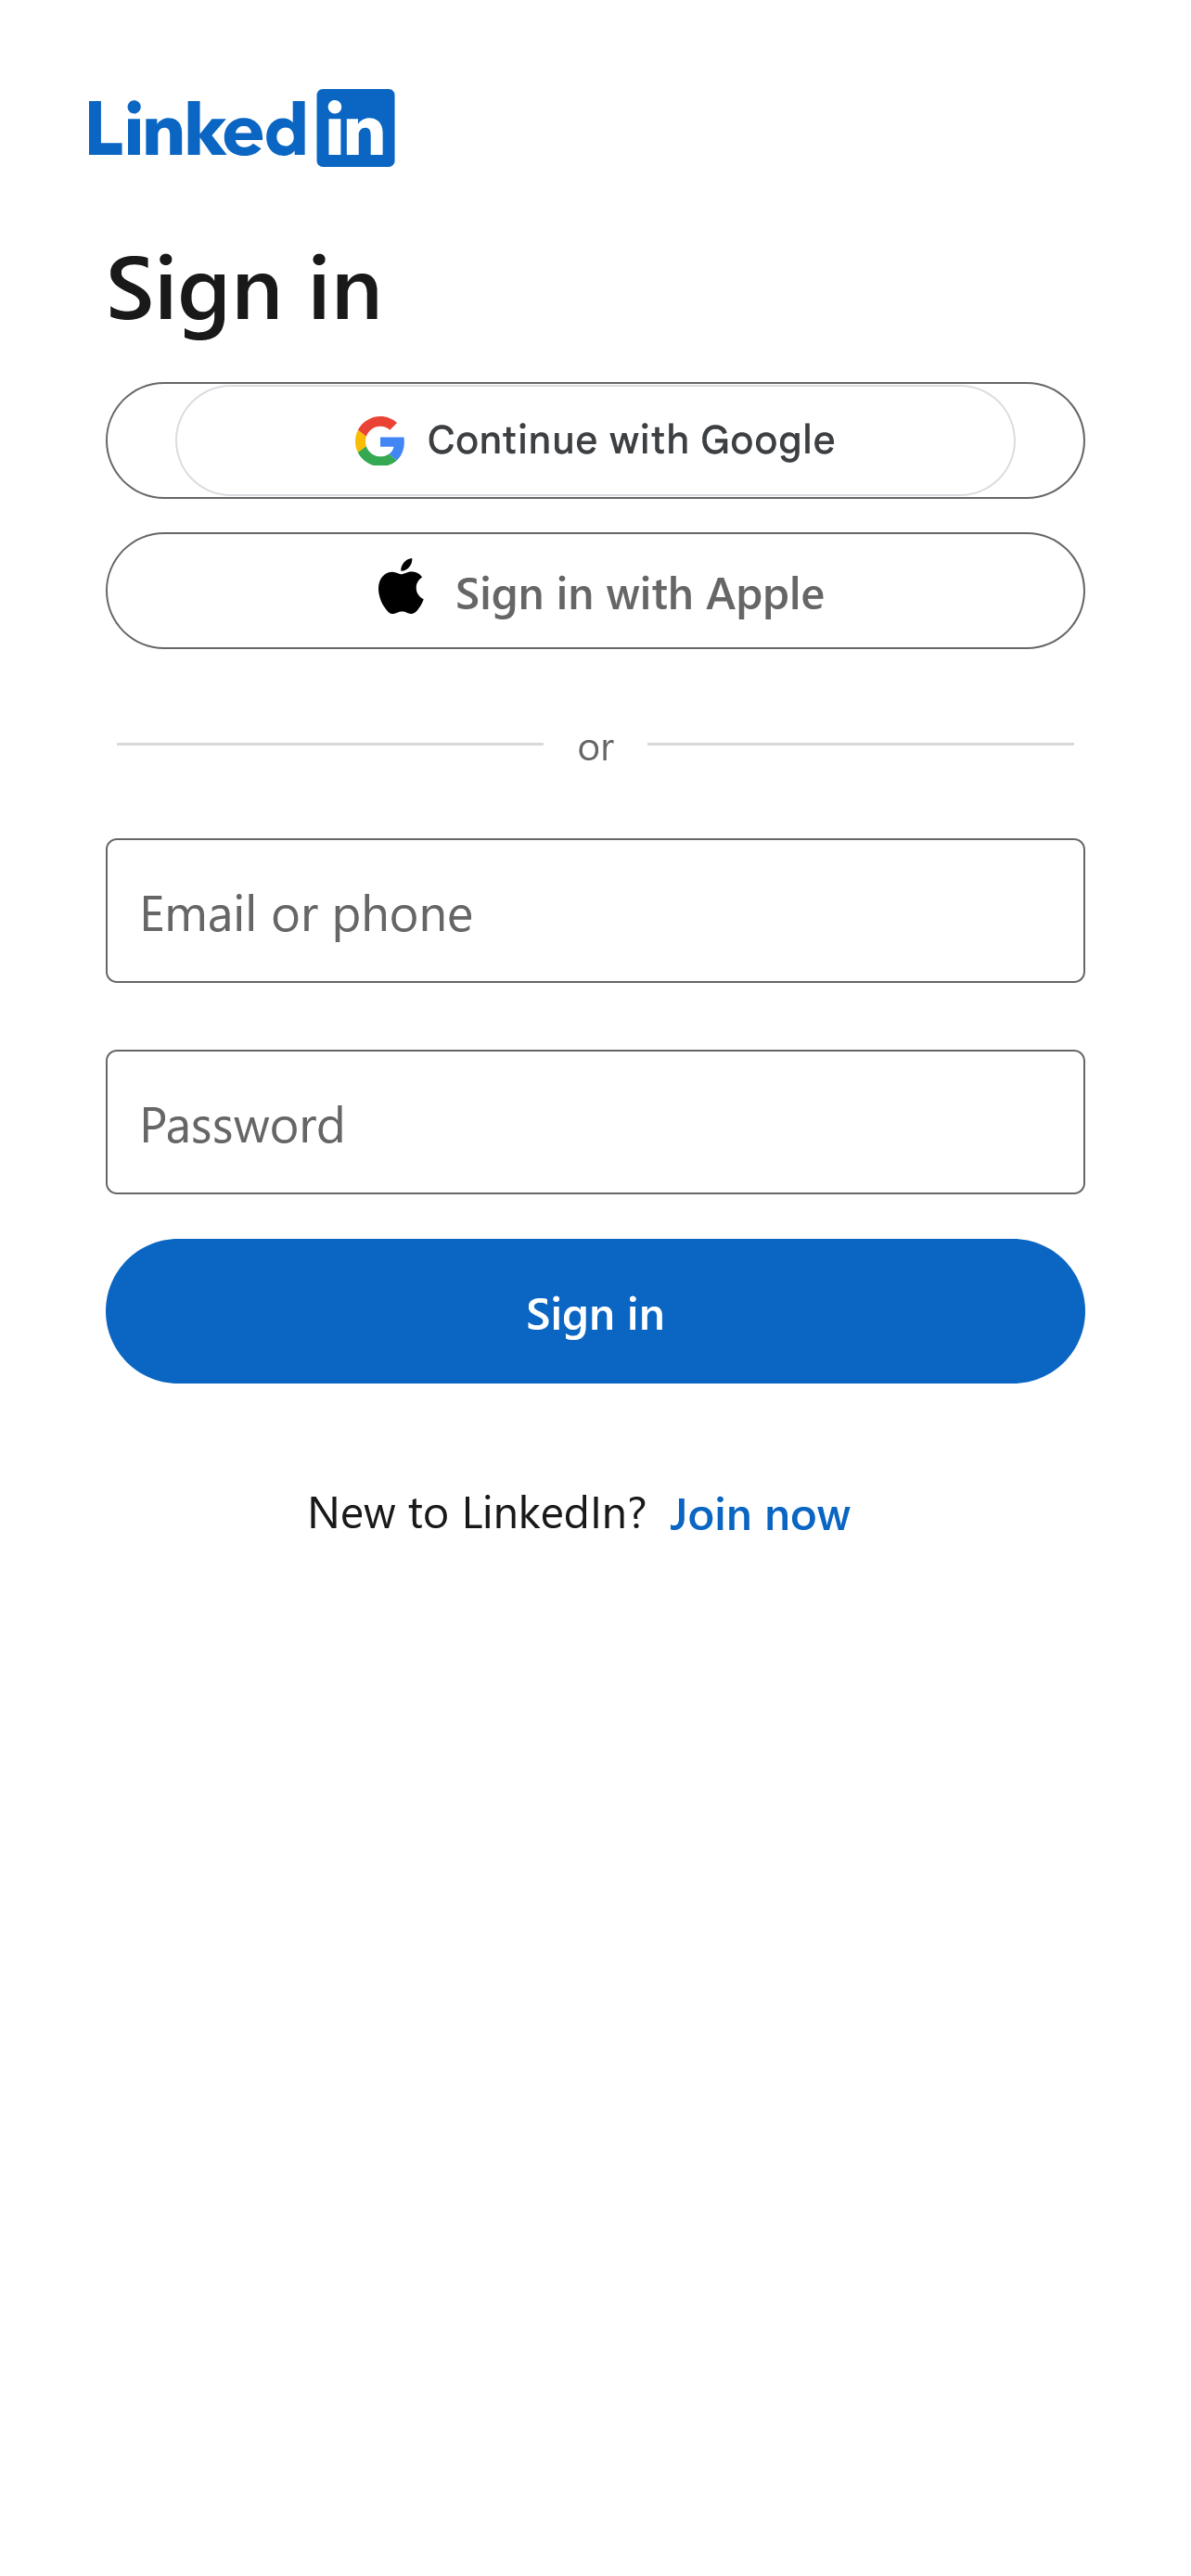 Linkedin
Sign in
Continue with Google
Sign in with Apple
or
Email or phone
Password
Sign in
New to LinkedIn? Join now